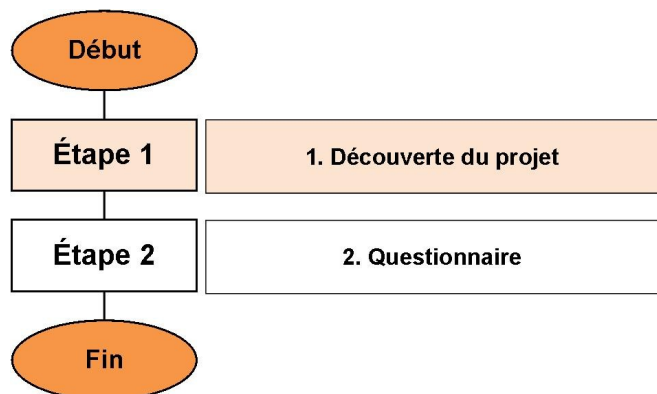 Début
Étape 1
1. Découverte du projet
Étape 2
2. Questionnaire
Fin